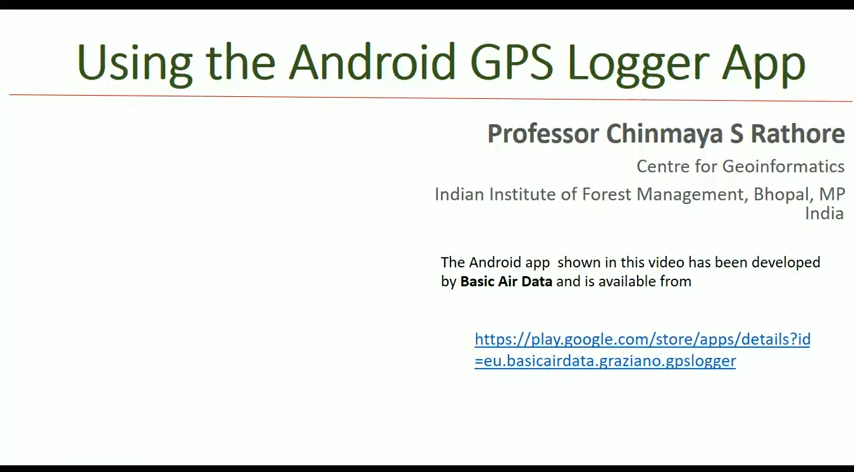 Using the Android GPS Logger App
Professor Chinmaya S Rathore
Centre for Geoinformatics
Indian Institute of Forest Management, Bhopal, MP
India
The Android app shown in this video has been developed
by Basic Air Data and is available from
https://play.google.com/store/apps/details?id
=eu.basicairdata.graziano.gpslogger